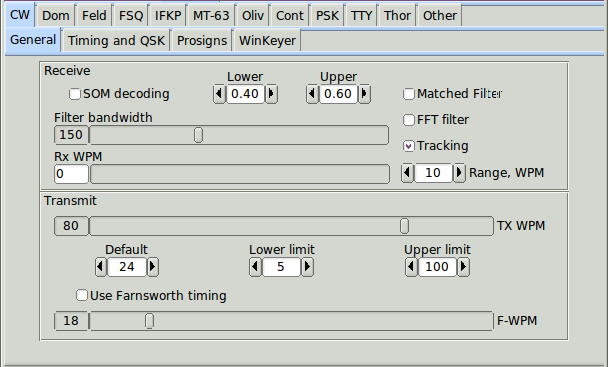 CW Dom Feld FSQ IFKP MT-63 Oliv Cont PSK TTY Thor Other
General Timing and QSK Prosigns WinKeyer
Receive
Lower Upper
SOM decoding 0.40 0.60 Matched Filter
Filter bandwidth FFT filter
150
Tracking
Rx WPM
0 10 Range, WPM
Transmit
80 TX WPM
Default Lower limit Upper limit
24 5 100
Use Farnsworth timing
18 F-WPM